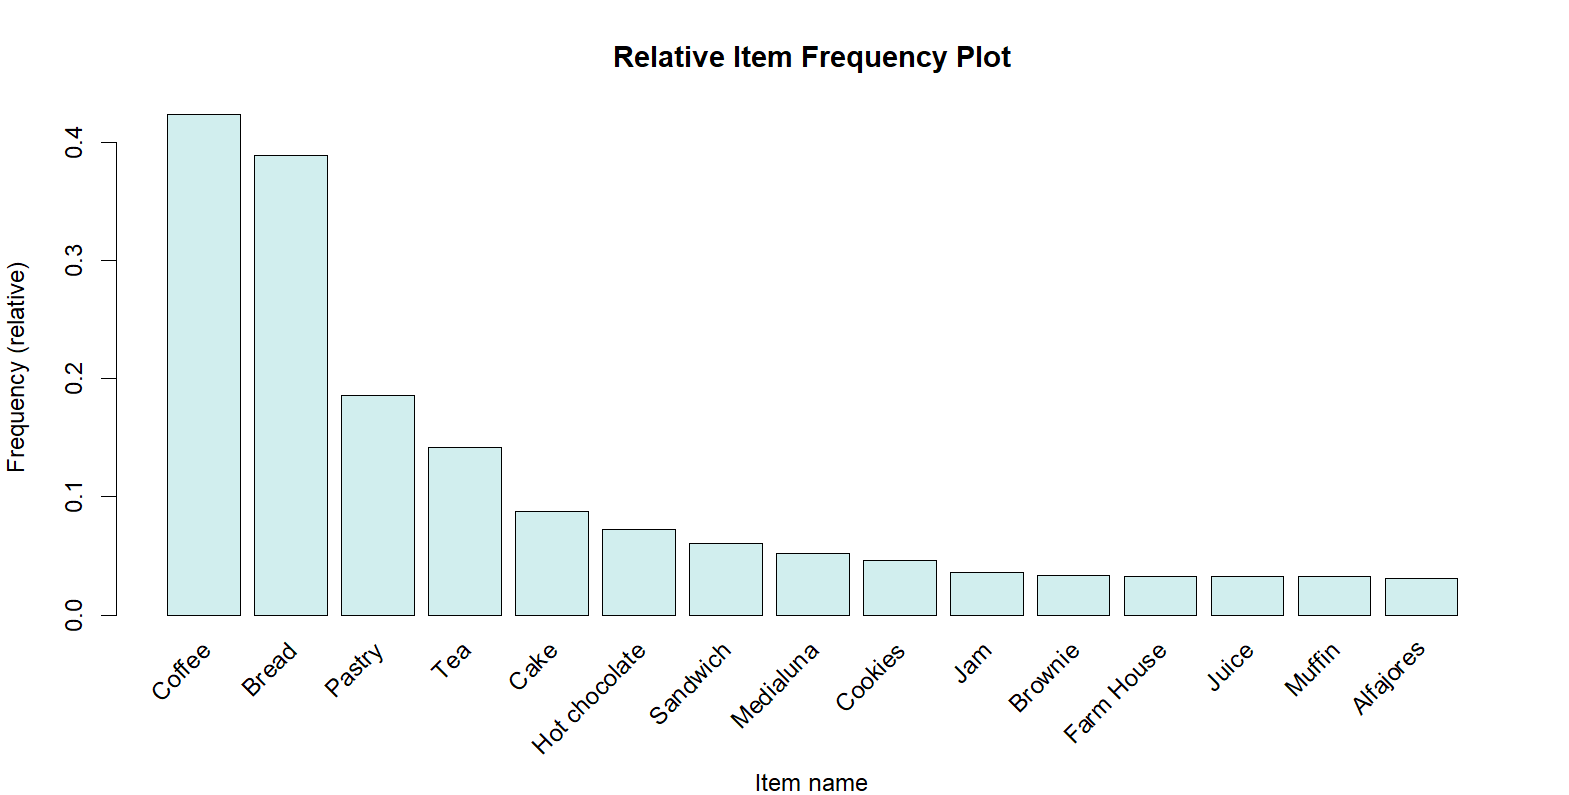 Relative Item Frequency Plot
Frequency (relative)
0.4
0.3
0.2
0.1
0.0
Coffee
Bread
Pastry
Tea
Cake
Hot chocolate
Sandwich
Medialuna
Cookies
Jam
Brownie
Farm House
Juice
Muffin
Alfajores
Item name